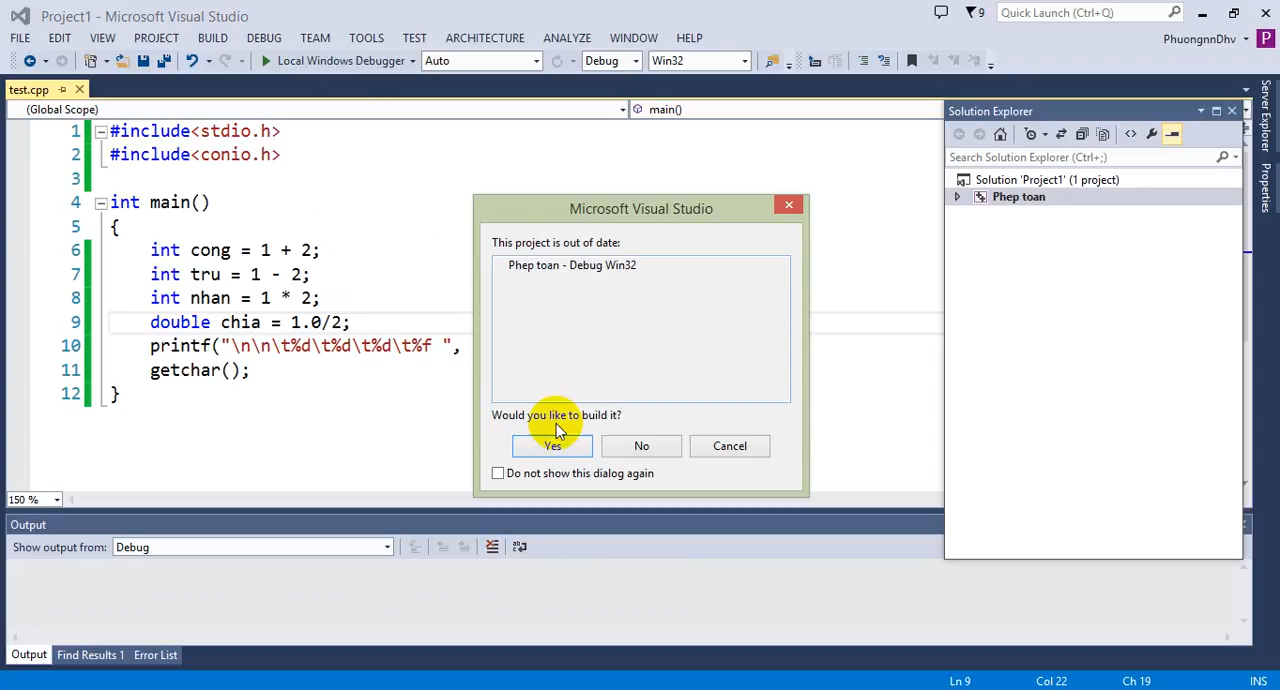 Project1 - Microsoft Visual Studio
9
Quick Launch (Ctrl+Q)
FILE EDIT VIEW PROJECT BUILD DEBUG TEAM TOOLS TEST ARCHITECTURE ANALYZE WINDOW HELP
PhuongnnDhv
P
Local Windows Debugger Auto Debug Win32
test.cpp
(Global Scope)
main()
1 #include<stdio.h>
2 #include<conio.h>
3
4 int main()
5 {
6 int cong = 1 + 2;
7 int tru = 1 - 2;
8 int nhan = 1 * 2;
9 double chia = 1.0/2;
10 printf("\n\n\t%d\t%d\t%d\t%f ",
11 getchar();
12 }
150 %
Microsoft Visual Studio
This project is out of date:
Phep toan - Debug Win32
Would you like to build it?
Yes No Cancel
Do not show this dialog again
Solution Explorer
Search Solution Explorer (Ctrl+;)
Solution 'Project1' (1 project)
Phep toan
Server Explorer
Properties
Output
Show output from: Debug
Output Find Results 1 Error List
Ln 9 Col 22 Ch 19 INS